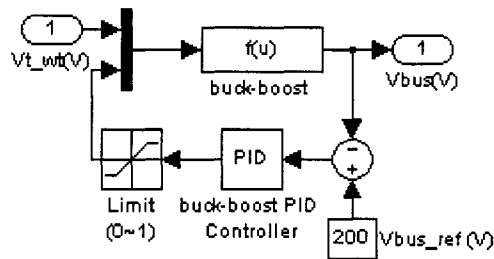 1
Vt_wt(V)
f(u)
buck-boost
1
Vbus(V)
Limit
(0~1)
PID
buck-boost PID
Controller
-
+
200
Vbus_ref (V)